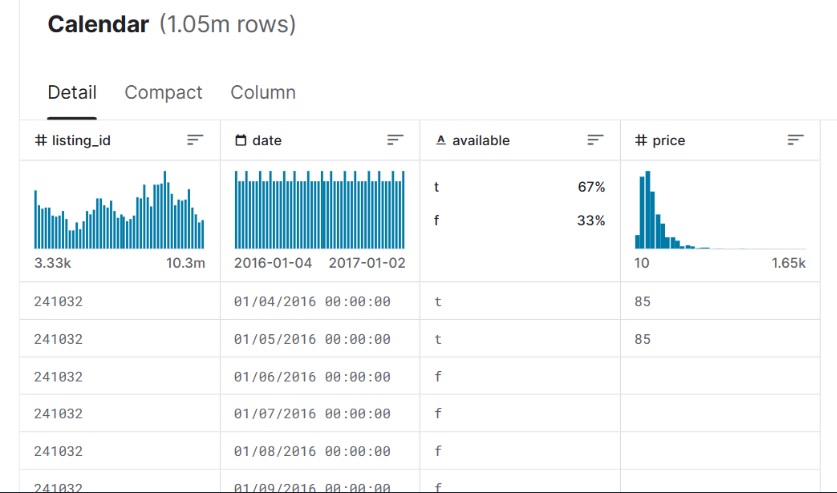 Calendar (1.05m rows)
Detail Compact Column
# listing_id date A available # price
t 67%
f 33%
3.33k 10.3m 2016-01-04 2017-01-02 10 1.65k
241032 01/04/2016 00:00:00 t 85
241032 01/05/2016 00:00:00 t 85
241032 01/06/2016 00:00:00 f
241032 01/07/2016 00:00:00 f
241032 01/08/2016 00:00:00 f
241032 01/09/2016 00:00:00 f